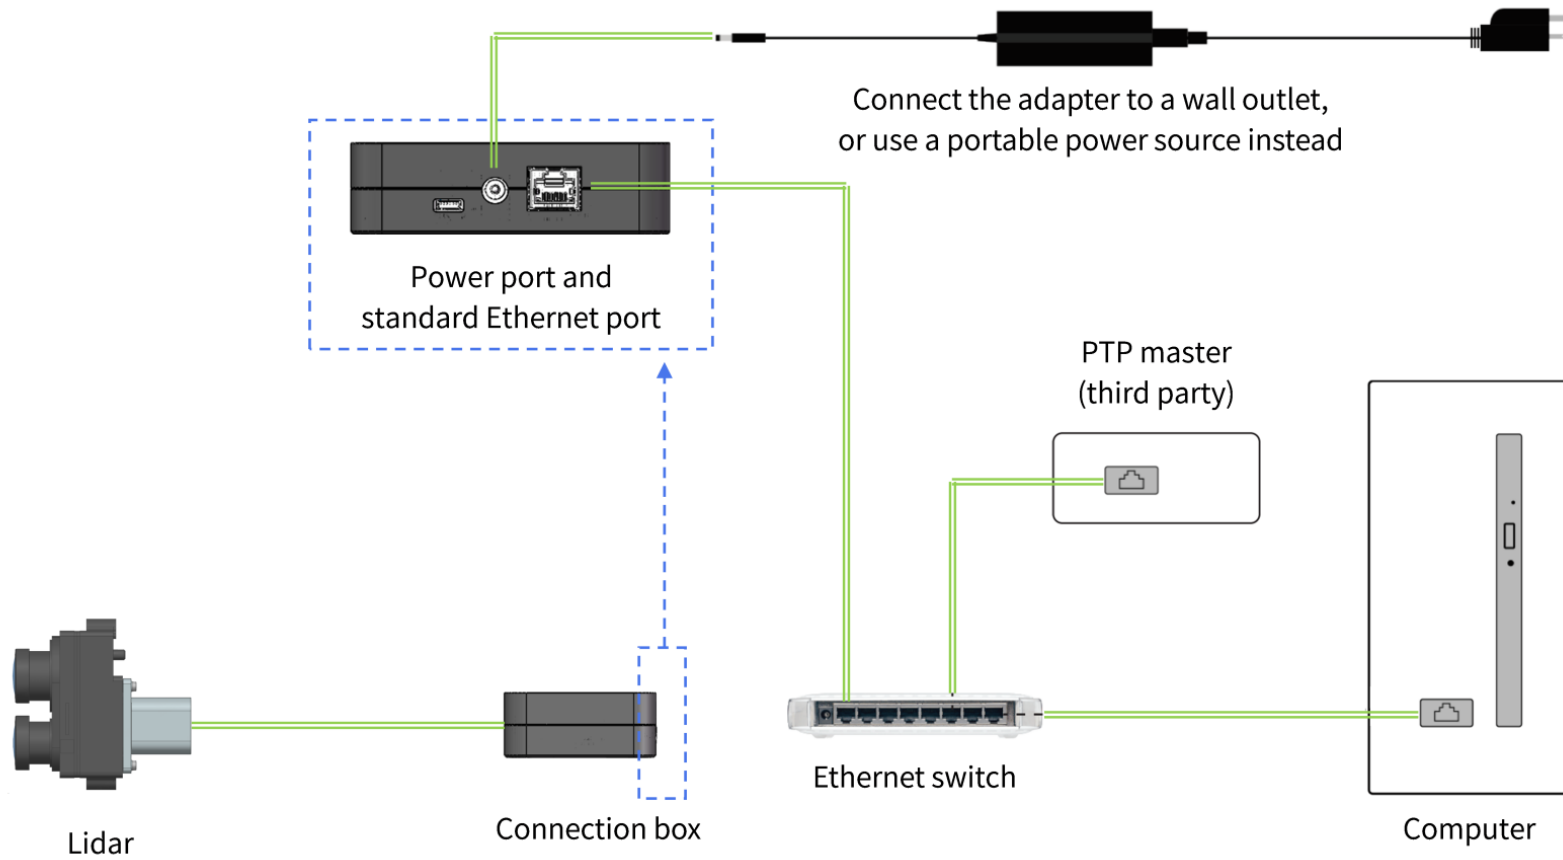 Connect the adapter to a wall outlet,
or use a portable power source instead
Power port and
standard Ethernet port
PTP master
(third party)
Ethernet switch
Lidar
Connection box
Computer